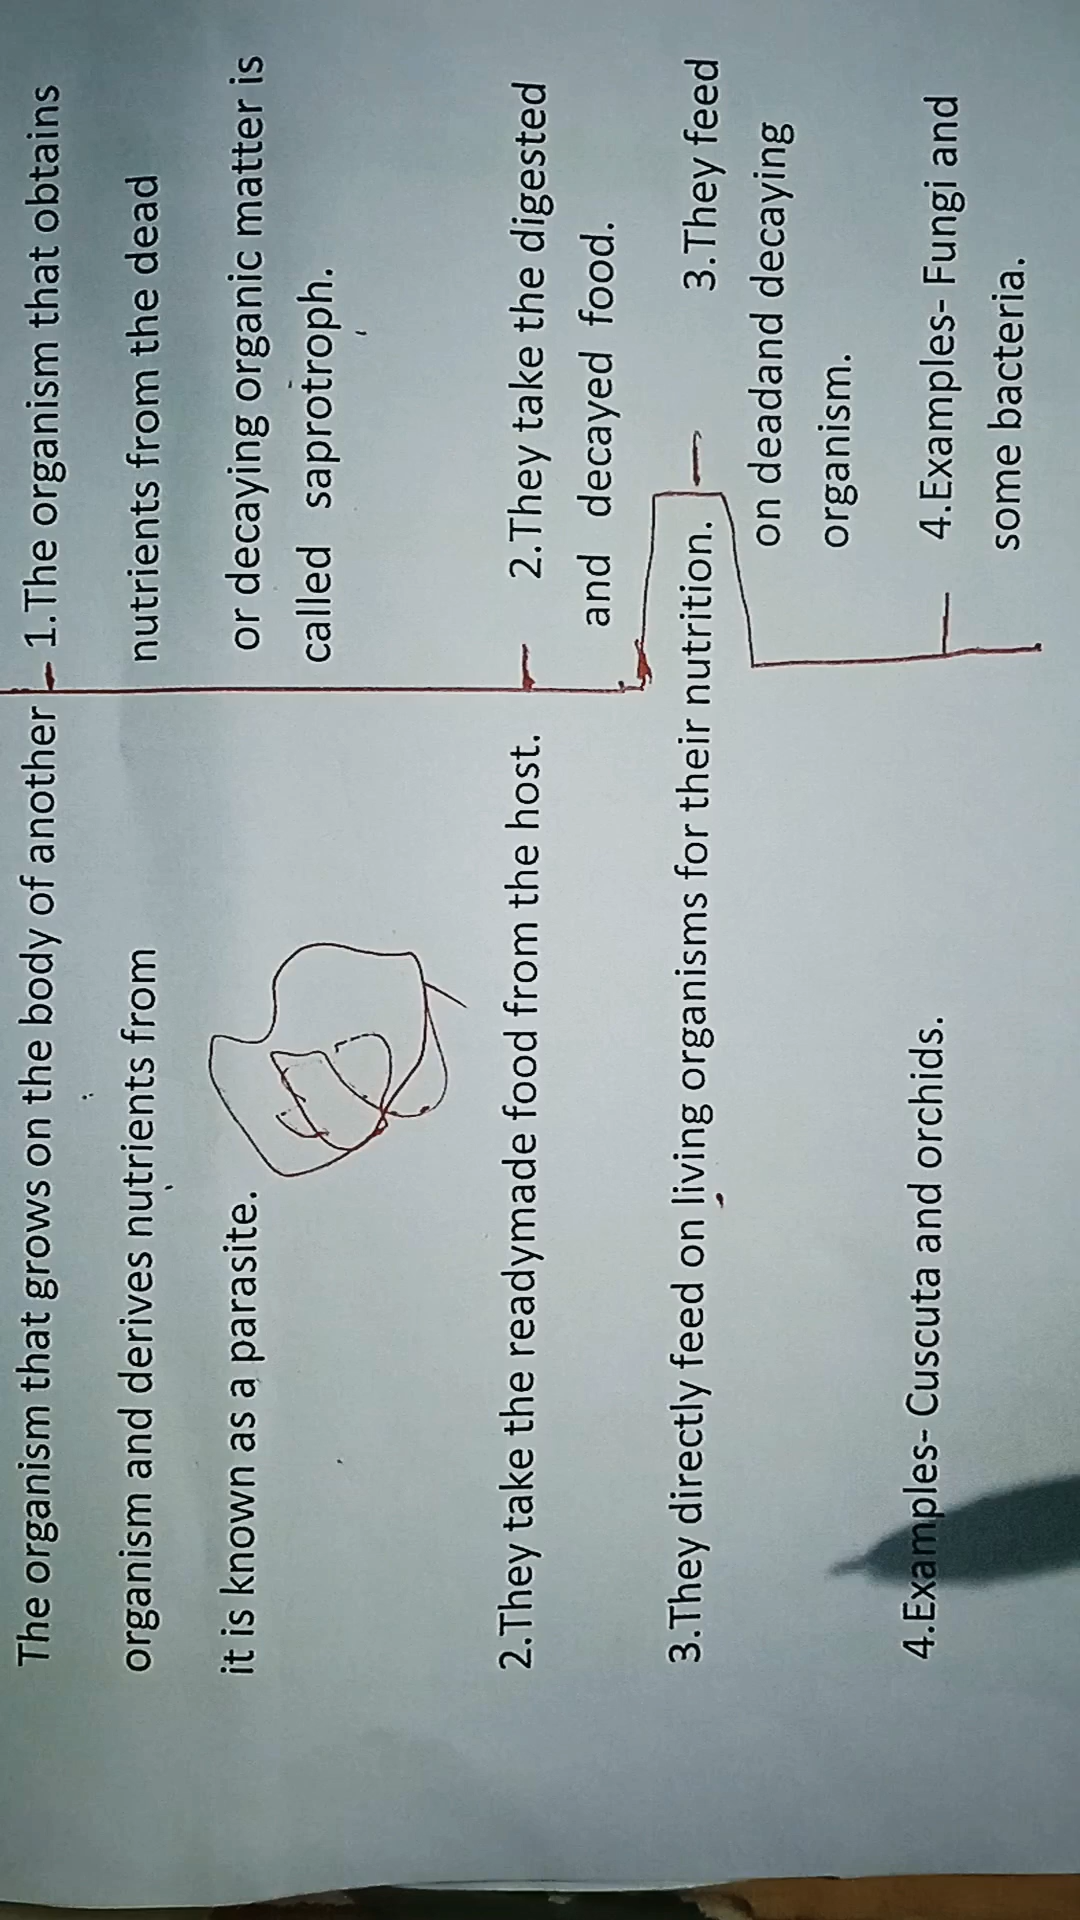 The organism that grows on the body of another
organism and derives nutrients from
it is known as a parasite.
2.They take the readymade food from the host.
3.They directly feed on living organisms for their nutrition.
4.Examples- Cuscuta and orchids.
1.The organism that obtains
nutrients from the dead
or decaying organic matter is
called saprotroph.
2.They take the digested
and decayed food.
3.They feed
on deadand decaying
organism.
4.Examples- Fungi and
some bacteria.